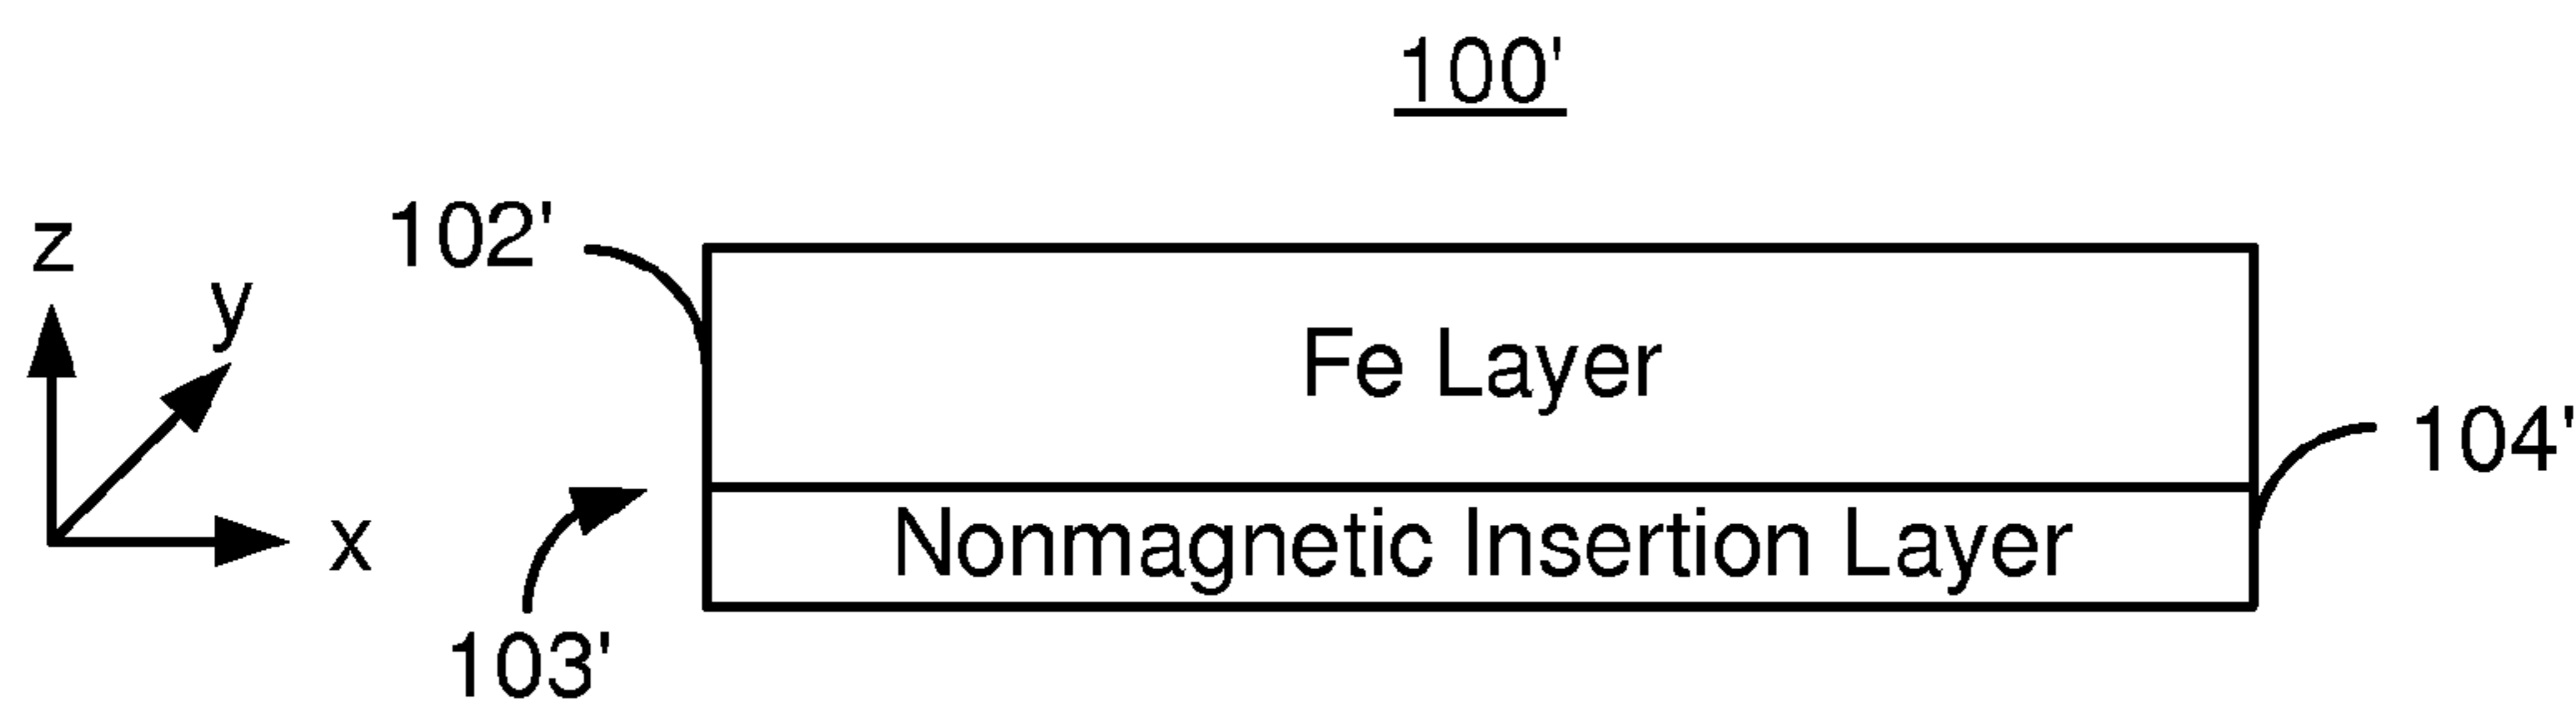 100'
102'
z
y
Fe Layer
104'
x
Nonmagnetic Insertion Layer
103'